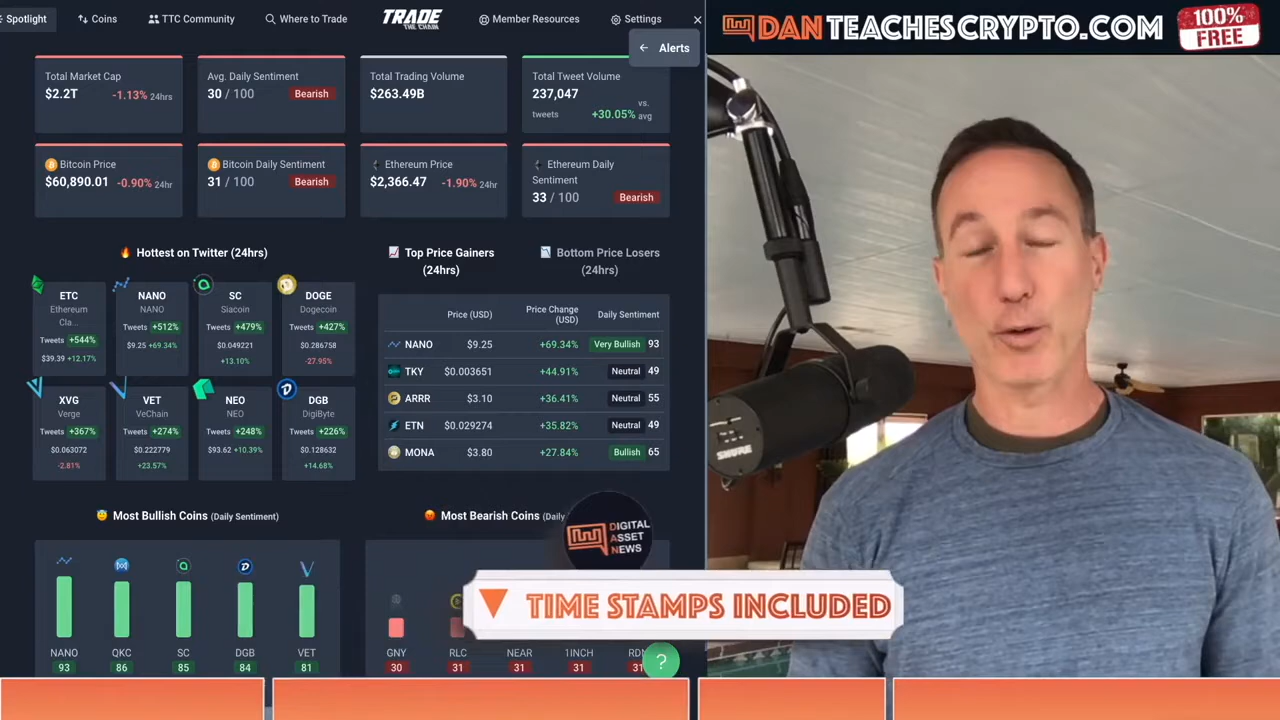 Spotlight
Coins
TTC Community
Where to Trade
TRADE
THE CHAIN
Member Resources
Settings
Alerts
DANTEACHESCRYPTO.COM
100%
FREE
Total Market Cap
$2.2T -1.13% 24hrs
Avg. Daily Sentiment
30 / 100 Bearish
Total Trading Volume
$263.49B
Total Tweet Volume
237,047
tweets +30.05% vs. avg
Bitcoin Price
$60,890.01 -0.90% 24hr
Bitcoin Daily Sentiment
31 / 100 Bearish
Ethereum Price
$2,366.47 -1.90% 24hr
Ethereum Daily
Sentiment
33 / 100 Bearish
Hottest on Twitter (24hrs)
ETC
Ethereum
Cla...
Tweets +544%
$39.39 +12.17%
NANO
NANO
Tweets +512%
$9.25 +69.34%
SC
Siacoin
Tweets +479%
$0.049221
+13.10%
DOGE
Dogecoin
Tweets +427%
$0.286758
-27.95%
XVG
Verge
Tweets +367%
$0.063072
-2.81%
VET
VeChain
Tweets +274%
$0.222779
+23.57%
NEO
NEO
Tweets +248%
$93.62 +10.39%
DGB
DigiByte
Tweets +226%
$0.128632
+14.68%
Top Price Gainers
(24hrs)
Bottom Price Losers
(24hrs)
Price (USD) Price Change (USD) Daily Sentiment
NANO $9.25 +69.34% Very Bullish 93
TKY $0.003651 +44.91% Neutral 49
ARRR $3.10 +36.41% Neutral 55
ETN $0.029274 +35.82% Neutral 49
MONA $3.80 +27.84% Bullish 65
Most Bullish Coins (Daily Sentiment)
NANO QKC SC DGB VET
93 86 85 84 81
Most Bearish Coins (Daily
GNY RLC NEAR 1INCH
30 31 31 31 31
DIGITAL
ASSET
NEWS
TIME STAMPS INCLUDED
?
SHURE